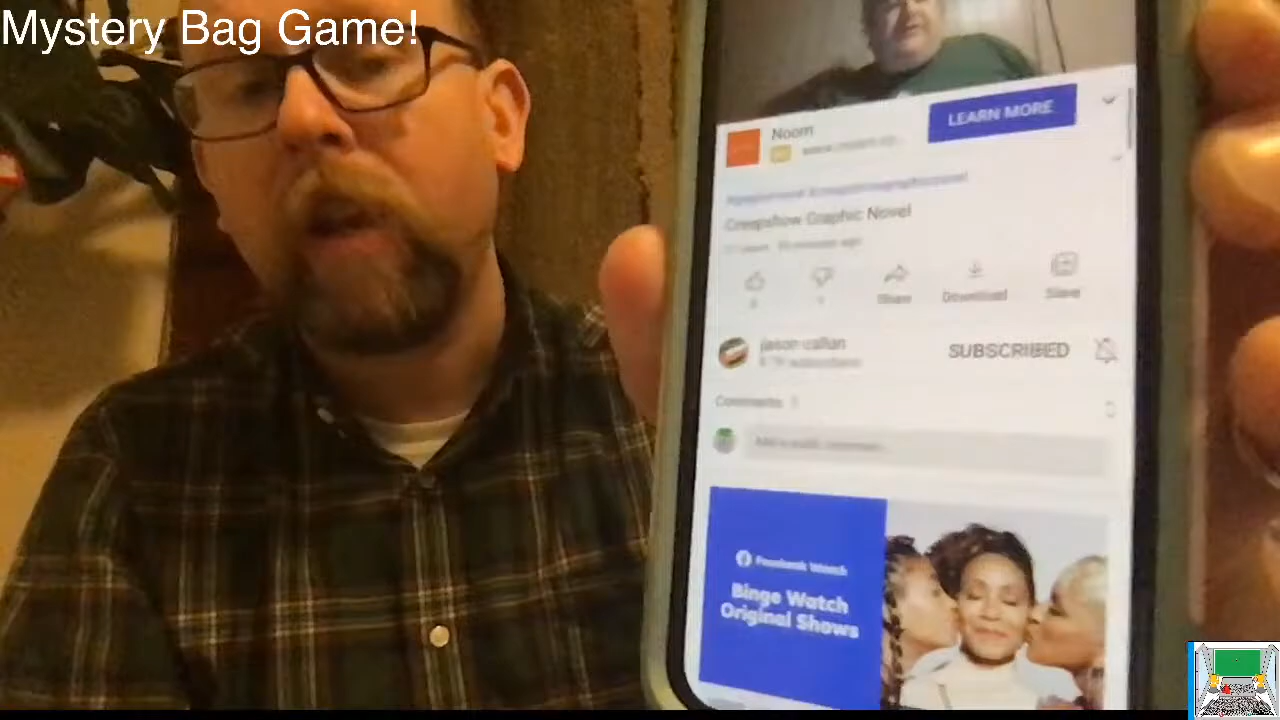 Mystery Bag Game!
LEARN MORE
Noom
Creepshow Graphic Novel
Share
Download
Save
jason callan
SUBSCRIBED
Comments
Facebook Watch
Binge Watch
Original Shows